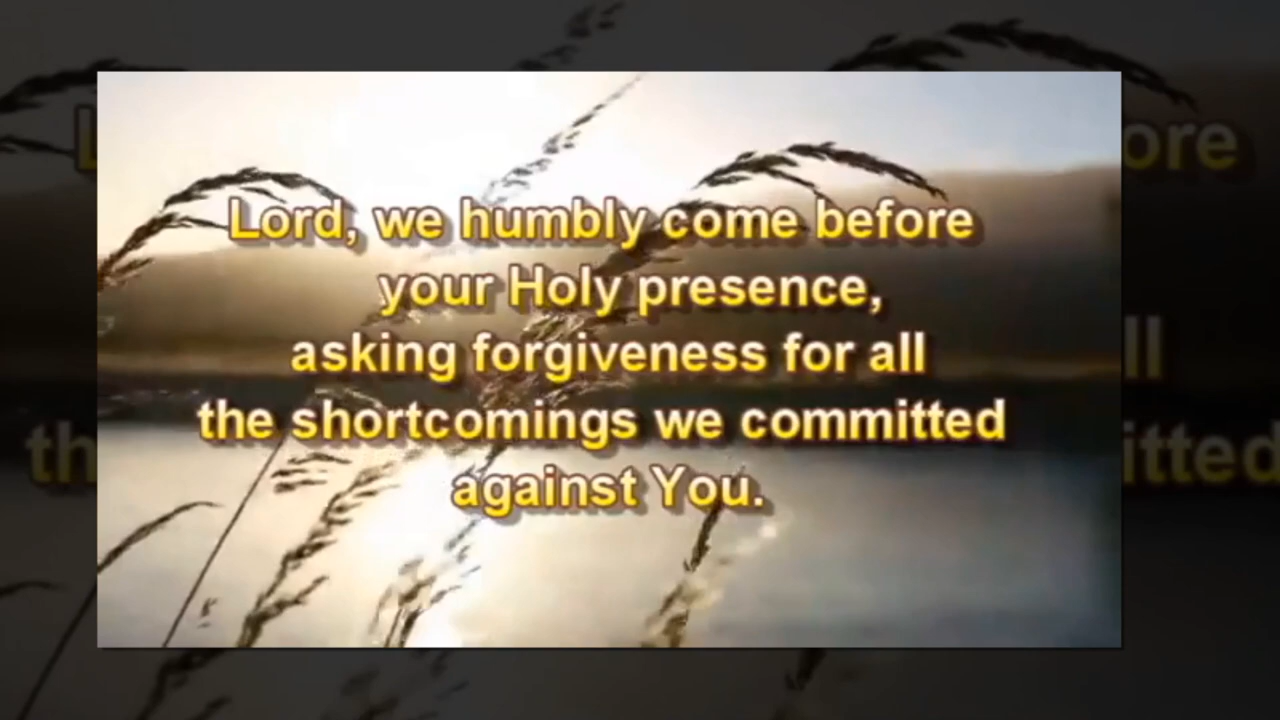 Lord, we humbly come before
your Holy presence,
asking forgiveness for all
the shortcomings we committed
against You.